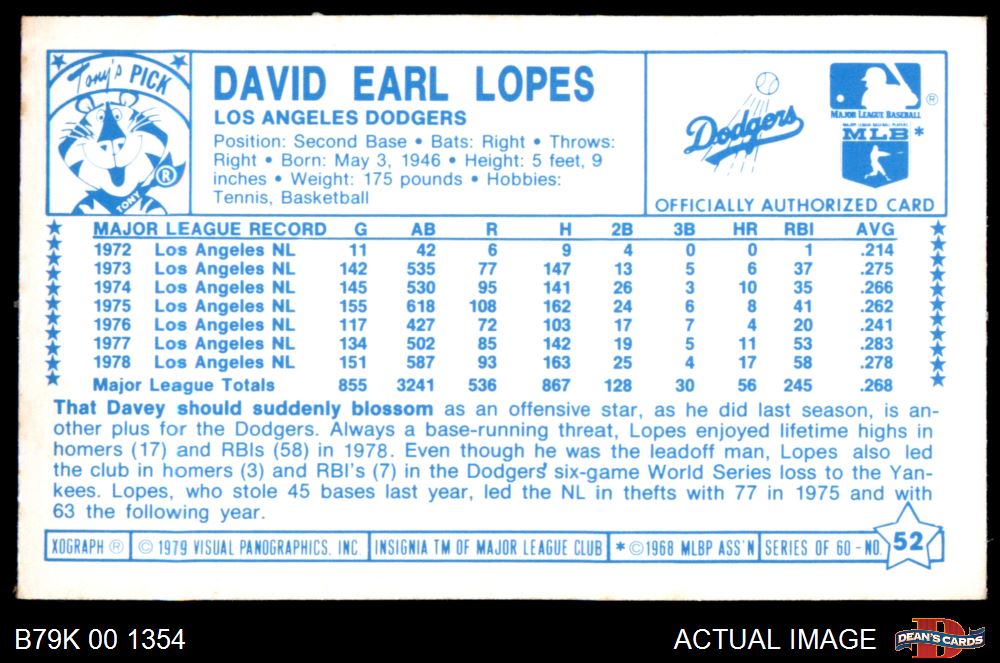 Tony's PICK
TONY
®
DAVID EARL LOPES
LOS ANGELES DODGERS
Position: Second Base • Bats: Right • Throws:
Right • Born: May 3, 1946 • Height: 5 feet, 9
inches • Weight: 175 pounds • Hobbies:
Tennis, Basketball
Dodgers
®
MAJOR LEAGUE BASEBALL
MAJOR LEAGUE BASEBALL PLAYERS
MLB*
OFFICIALLY AUTHORIZED CARD
MAJOR LEAGUE RECORD G AB R H 2B 3B HR RBI AVG
1972 Los Angeles NL 11 42 6 9 4 0 0 1 .214
1973 Los Angeles NL 142 535 77 147 13 5 6 37 .275
1974 Los Angeles NL 145 530 95 141 26 3 10 35 .266
1975 Los Angeles NL 155 618 108 162 24 6 8 41 .262
1976 Los Angeles NL 117 427 72 103 17 7 4 20 .241
1977 Los Angeles NL 134 502 85 142 19 5 11 53 .283
1978 Los Angeles NL 151 587 93 163 25 4 17 58 .278
Major League Totals 855 3241 536 867 128 30 56 245 .268
That Davey should suddenly blossom as an offensive star, as he did last season, is an-
other plus for the Dodgers. Always a base-running threat, Lopes enjoyed lifetime highs in
homers (17) and RBIs (58) in 1978. Even though he was the leadoff man, Lopes also led
the club in homers (3) and RBI's (7) in the Dodgers' six-game World Series loss to the Yan-
kees. Lopes, who stole 45 bases last year, led the NL in thefts with 77 in 1975 and with
63 the following year.
XOGRAPH ® © 1979 VISUAL PANOGRAPHICS, INC. INSIGNIA TM OF MAJOR LEAGUE CLUB * © 1968 MLBP ASS'N SERIES OF 60 - NO. 52
B79K 00 1354 ACTUAL IMAGE DEAN'S CARDS